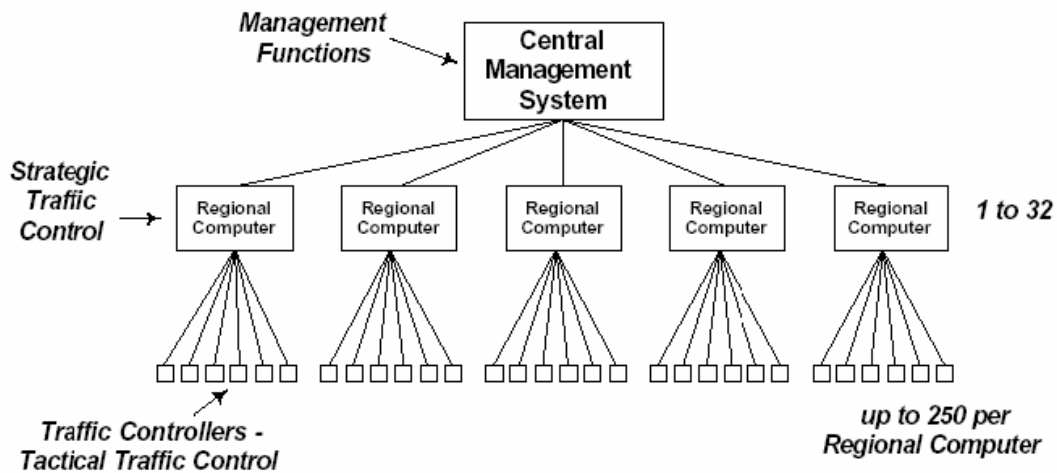 Management
Functions
Central
Management
System
Strategic
Traffic
Control
Regional
Computer
Regional
Computer
Regional
Computer
Regional
Computer
Regional
Computer
1 to 32
Traffic Controllers -
Tactical Traffic Control
up to 250 per
Regional Computer